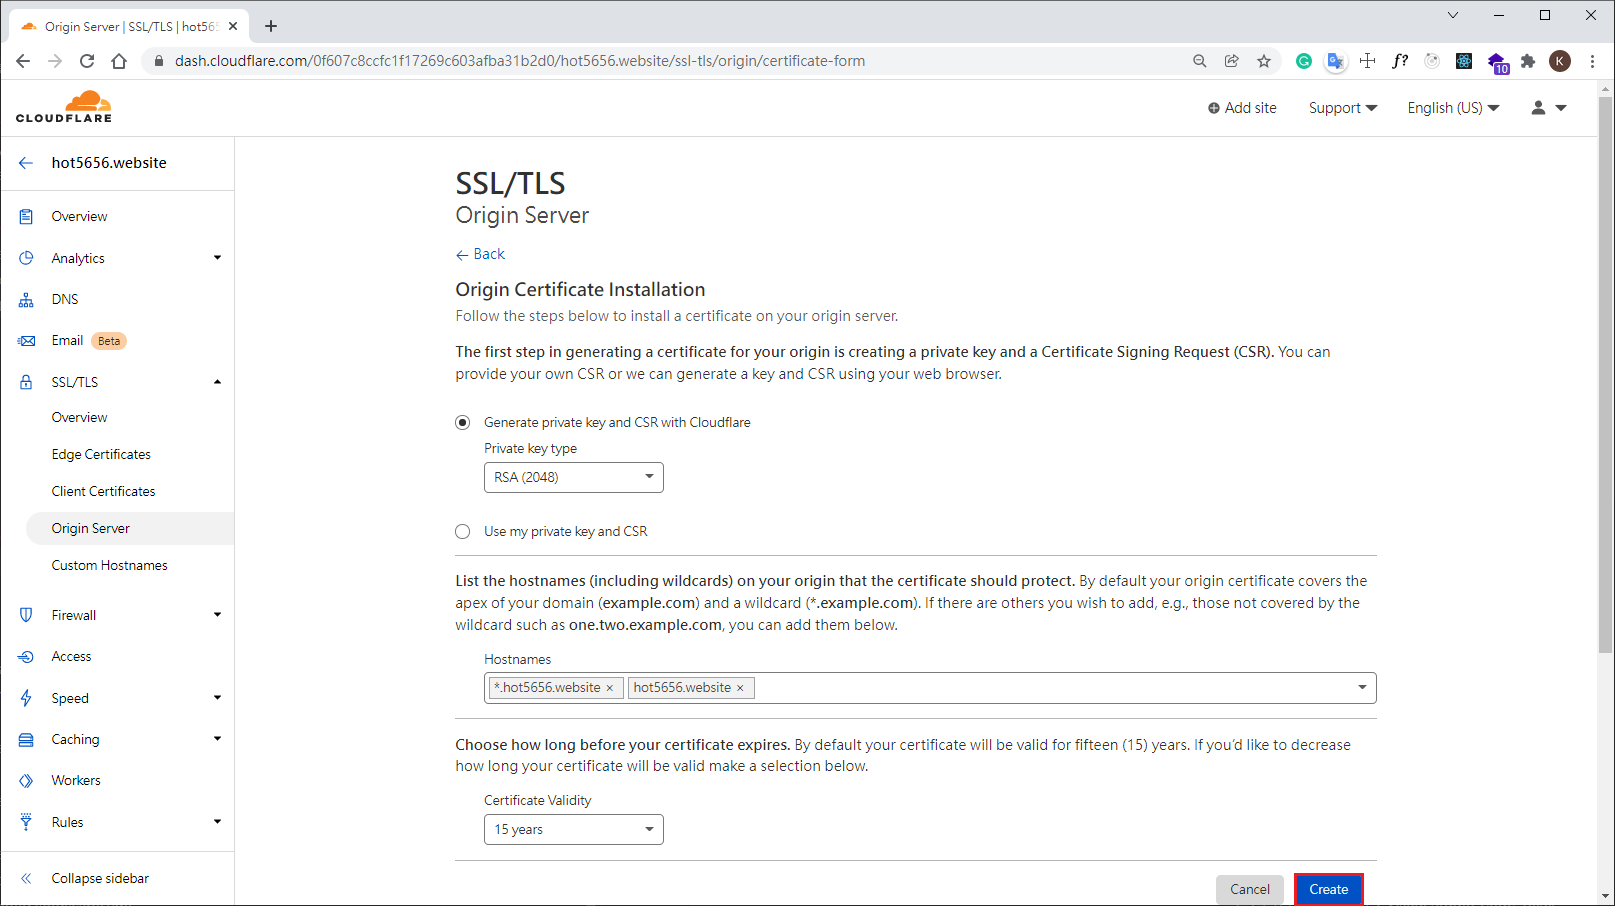 Origin Server | SSL/TLS | hot565
dash.cloudflare.com/0f607c8ccfc1f17269c603afba31b2d0/hot5656.website/ssl-tls/origin/certificate-form
f?
10
K
CLOUDFLARE
Add site
Support
English (US)
hot5656.website
Overview
Analytics
DNS
Email Beta
SSL/TLS
Overview
Edge Certificates
Client Certificates
Origin Server
Custom Hostnames
Firewall
Access
Speed
Caching
Workers
Rules
Collapse sidebar
SSL/TLS
Origin Server
← Back
Origin Certificate Installation
Follow the steps below to install a certificate on your origin server.
The first step in generating a certificate for your origin is creating a private key and a Certificate Signing Request (CSR). You can
provide your own CSR or we can generate a key and CSR using your web browser.
Generate private key and CSR with Cloudflare
Private key type
RSA (2048)
Use my private key and CSR
List the hostnames (including wildcards) on your origin that the certificate should protect. By default your origin certificate covers the
apex of your domain (example.com) and a wildcard (*.example.com). If there are others you wish to add, e.g., those not covered by the
wildcard such as one.two.example.com, you can add them below.
Hostnames
*.hot5656.website × hot5656.website ×
Choose how long before your certificate expires. By default your certificate will be valid for fifteen (15) years. If you'd like to decrease
how long your certificate will be valid make a selection below.
Certificate Validity
15 years
Cancel
Create